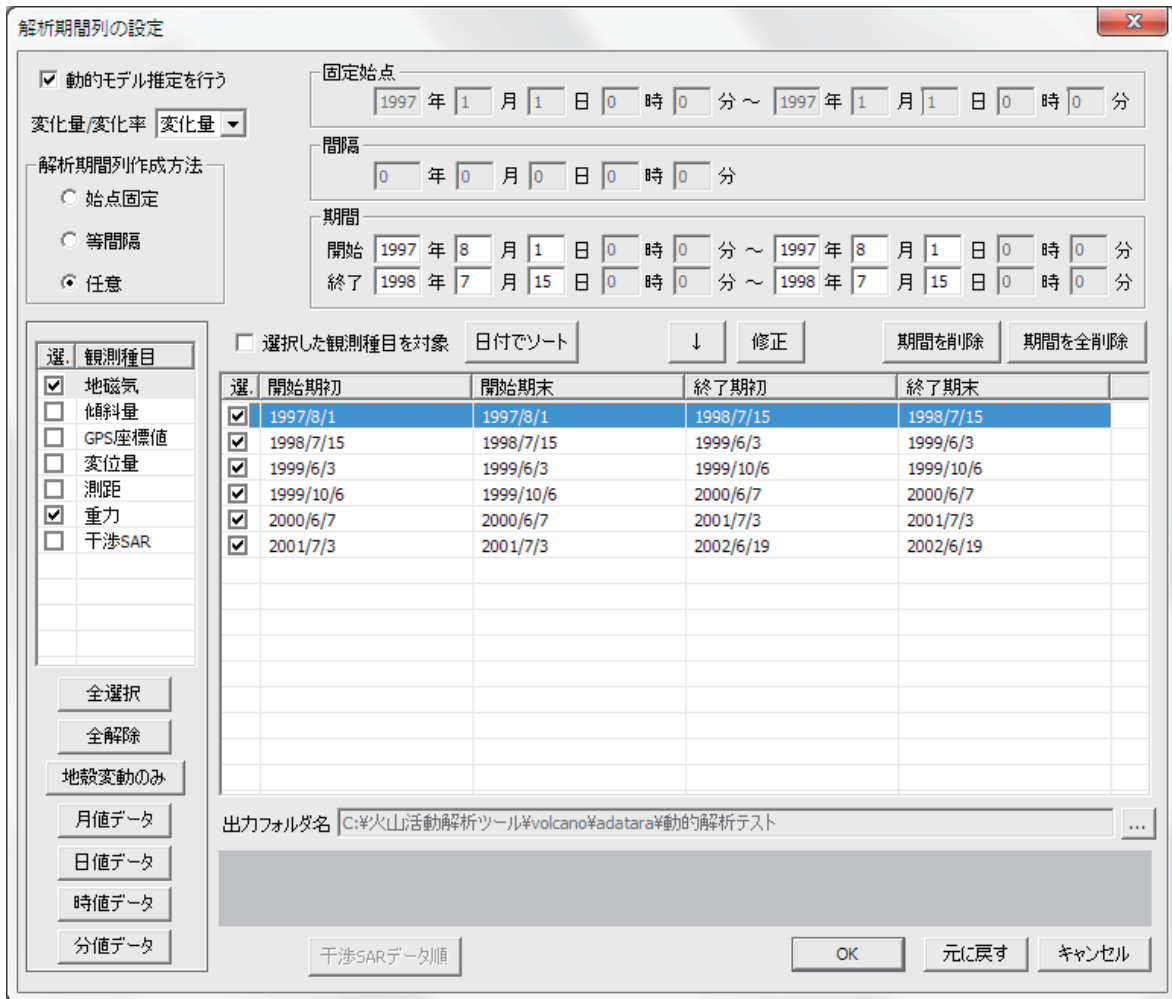 解析期間列の設定
動的モデル推定を行う
変化量/変化率 変化量
解析期間列作成方法
始点固定
等間隔
任意
固定始点
1997 年 1 月 1 日 0 時 0 分 ~ 1997 年 1 月 1 日 0 時 0 分
間隔
0 年 0 月 0 日 0 時 0 分
期間
開始 1997 年 8 月 1 日 0 時 0 分 ~ 1997 年 8 月 1 日 0 時 0 分
終了 1998 年 7 月 15 日 0 時 0 分 ~ 1998 年 7 月 15 日 0 時 0 分
選. 観測種目
地磁気
傾斜量
GPS座標値
変位量
測距
重力
干渉SAR
全選択
全解除
地殻変動のみ
月値データ
日値データ
時値データ
分値データ
選択した観測種目を対象 日付でソート ↓ 修正 期間を削除 期間を全削除
選. 開始期初 開始期末 終了期初 終了期末
1997/8/1 1997/8/1 1998/7/15 1998/7/15
1998/7/15 1998/7/15 1999/6/3 1999/6/3
1999/6/3 1999/6/3 1999/10/6 1999/10/6
1999/10/6 1999/10/6 2000/6/7 2000/6/7
2000/6/7 2000/6/7 2001/7/3 2001/7/3
2001/7/3 2001/7/3 2002/6/19 2002/6/19
出力フォルダ名 C:¥火山活動解析ツール¥volcano¥adatara¥動的解析テスト ...
干渉SARデータ順 OK 元に戻す キャンセル